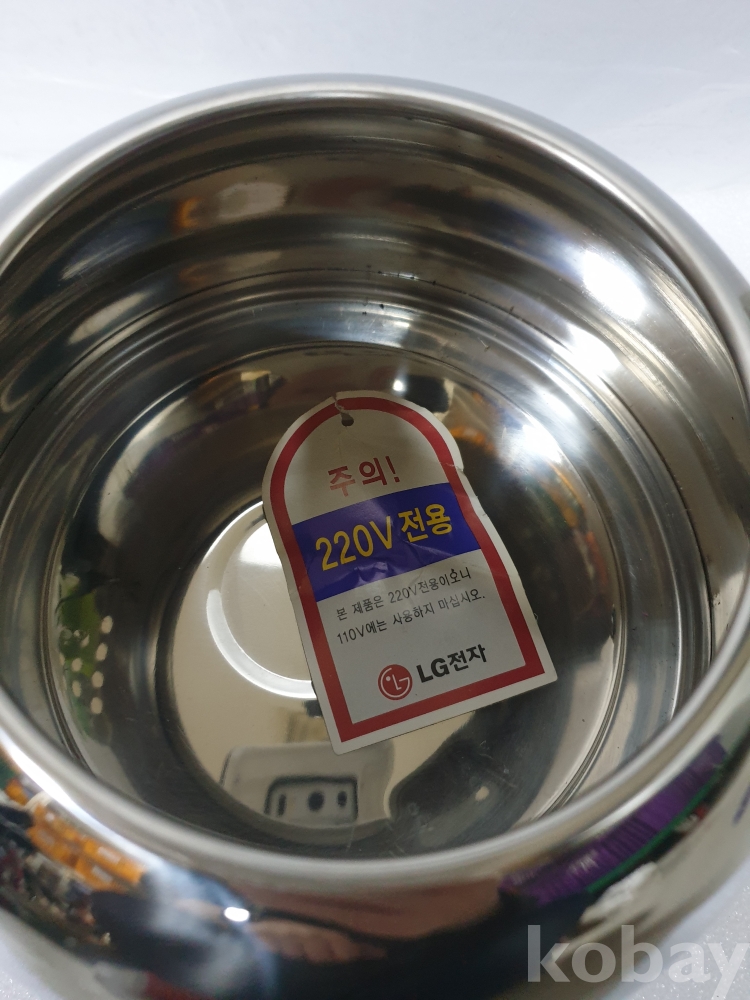 주의!
220V 전용
본 제품은 220V전용이오니
110V에는 사용하지 마십시오.
LG전자
kobay